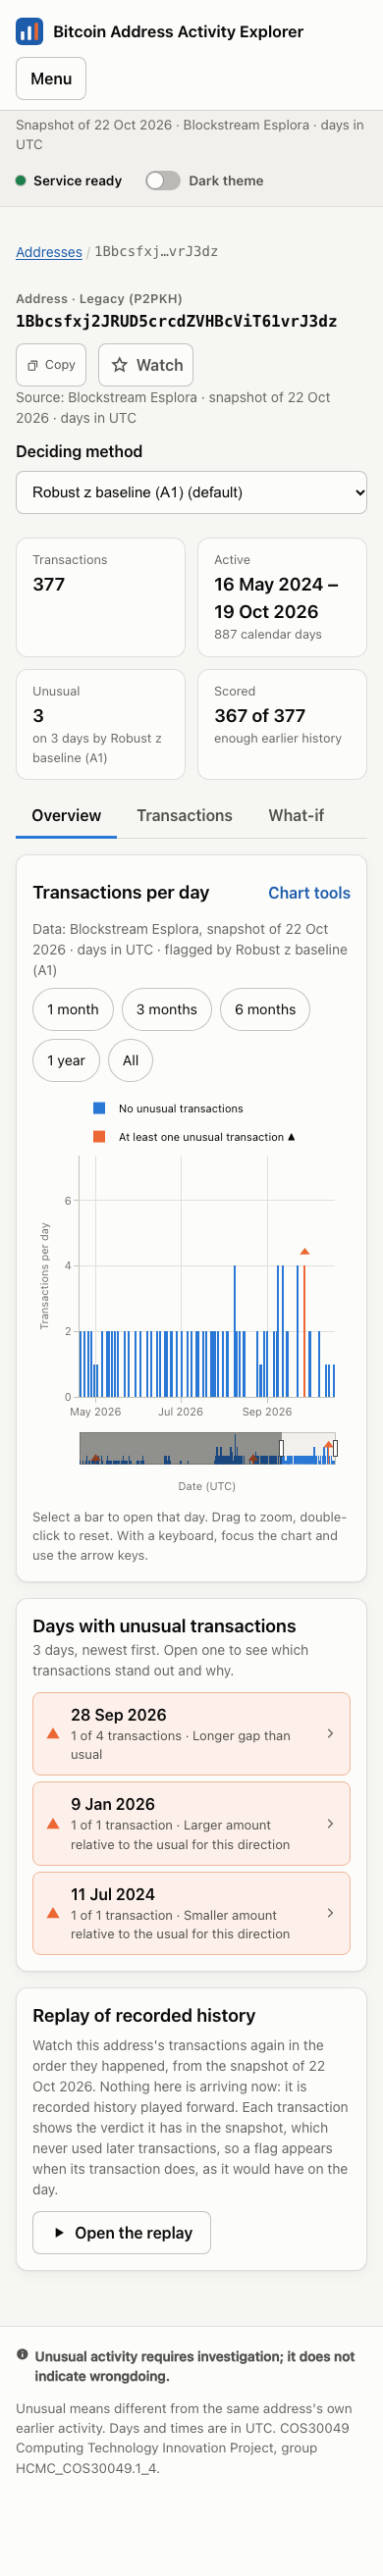 Bitcoin Address Activity Explorer
Menu
Snapshot of 22 Oct 2026 · Blockstream Esplora · days in
UTC
Service ready
Dark theme
Addresses / 1Bbcsfxj…vrJ3dz
Address · Legacy (P2PKH)
1Bbcsfxj2JRUD5crcdZVHBcViT61vrJ3dz
Copy
Watch
Source: Blockstream Esplora · snapshot of 22 Oct
2026 · days in UTC
Deciding method
Robust z baseline (A1) (default)
Transactions
377
Active
16 May 2024 –
19 Oct 2026
887 calendar days
Unusual
3
on 3 days by Robust z
baseline (A1)
Scored
367 of 377
enough earlier history
Overview
Transactions
What-if
Transactions per day
Chart tools
Data: Blockstream Esplora, snapshot of 22 Oct
2026 · days in UTC · flagged by Robust z baseline
(A1)
1 month
3 months
6 months
1 year
All
No unusual transactions
At least one unusual transaction ▲
Transactions per day
6
4
2
0
May 2026
Jul 2026
Sep 2026
Date (UTC)
Select a bar to open that day. Drag to zoom, double-
click to reset. With a keyboard, focus the chart and
use the arrow keys.
Days with unusual transactions
3 days, newest first. Open one to see which
transactions stand out and why.
28 Sep 2026
1 of 4 transactions · Longer gap than
usual
9 Jan 2026
1 of 1 transaction · Larger amount
relative to the usual for this direction
11 Jul 2024
1 of 1 transaction · Smaller amount
relative to the usual for this direction
Replay of recorded history
Watch this address's transactions again in the
order they happened, from the snapshot of 22
Oct 2026. Nothing here is arriving now: it is
recorded history played forward. Each transaction
shows the verdict it has in the snapshot, which
never used later transactions, so a flag appears
when its transaction does, as it would have on the
day.
Open the replay
Unusual activity requires investigation; it does not
indicate wrongdoing.
Unusual means different from the same address's own
earlier activity. Days and times are in UTC. COS30049
Computing Technology Innovation Project, group
HCMC_COS30049.1_4.